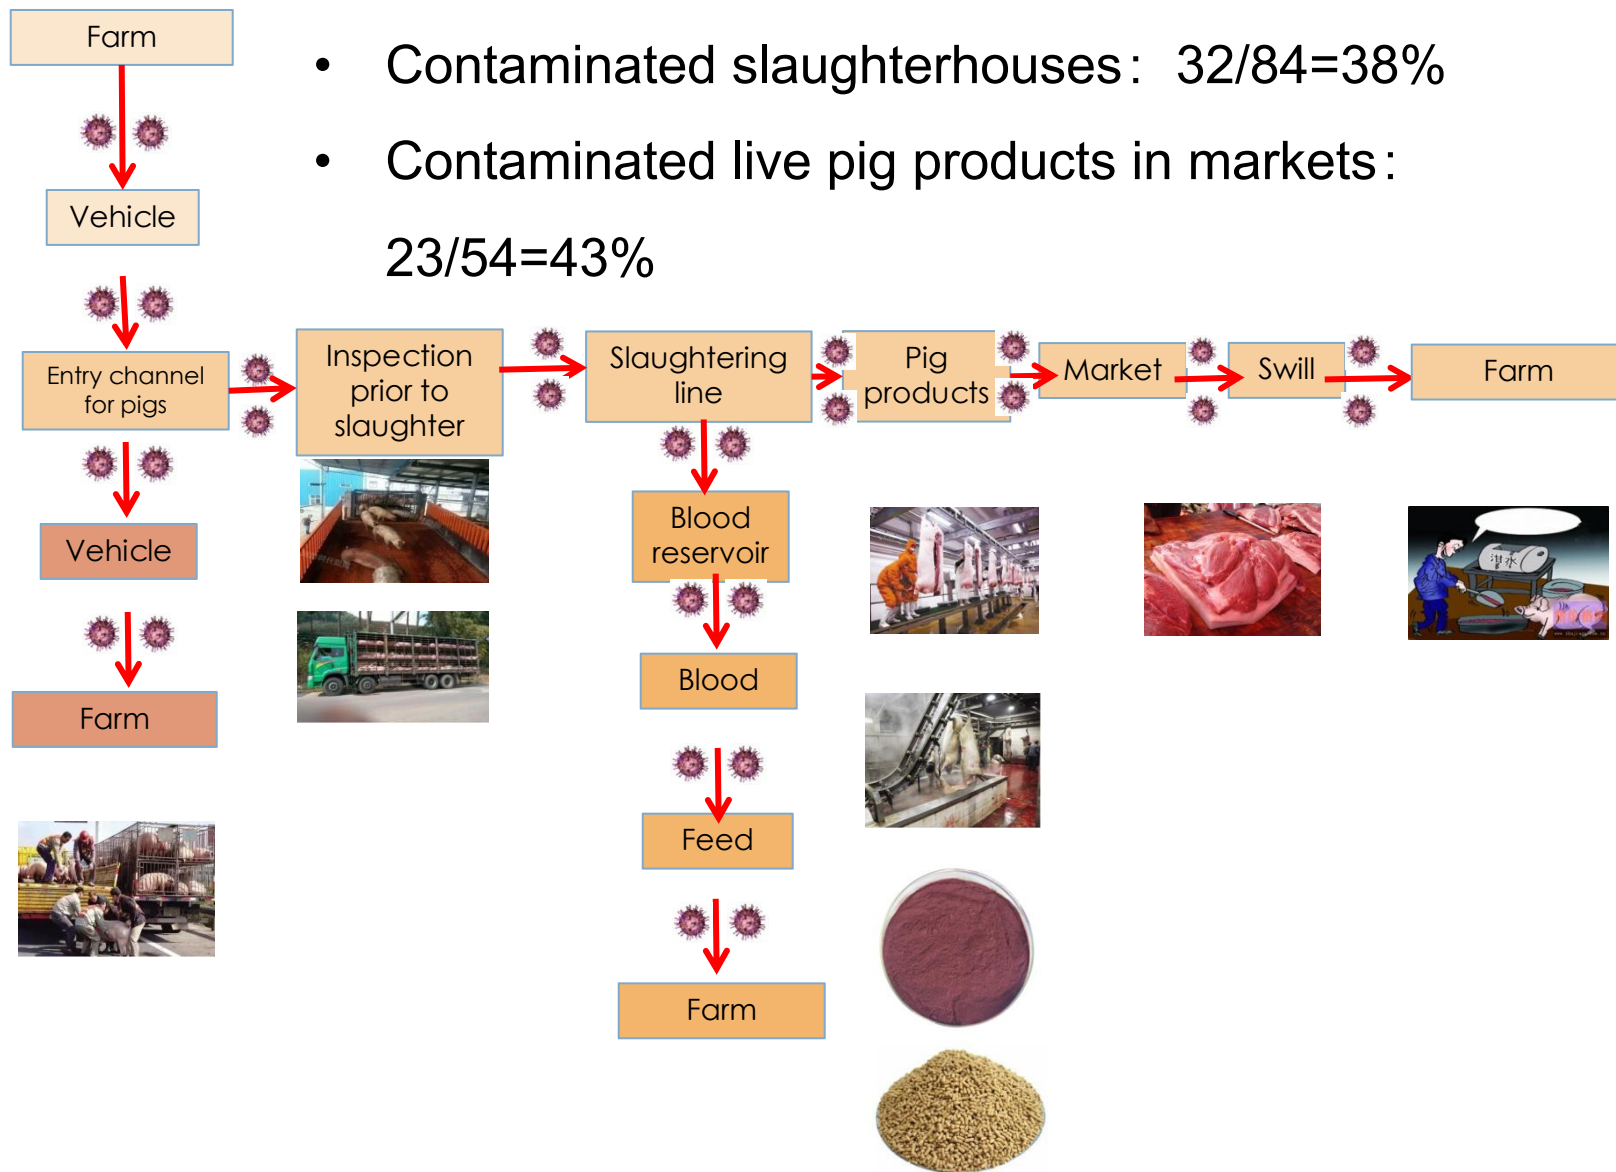 Farm
• Contaminated slaughterhouses： 32/84=38%
• Contaminated live pig products in markets：
23/54=43%
Vehicle
Entry channel
for pigs
Inspection
prior to
slaughter
Slaughtering
line
Pig
products
Market
Swill
Farm
Vehicle
Farm
Blood
reservoir
Blood
Feed
Farm
泔水